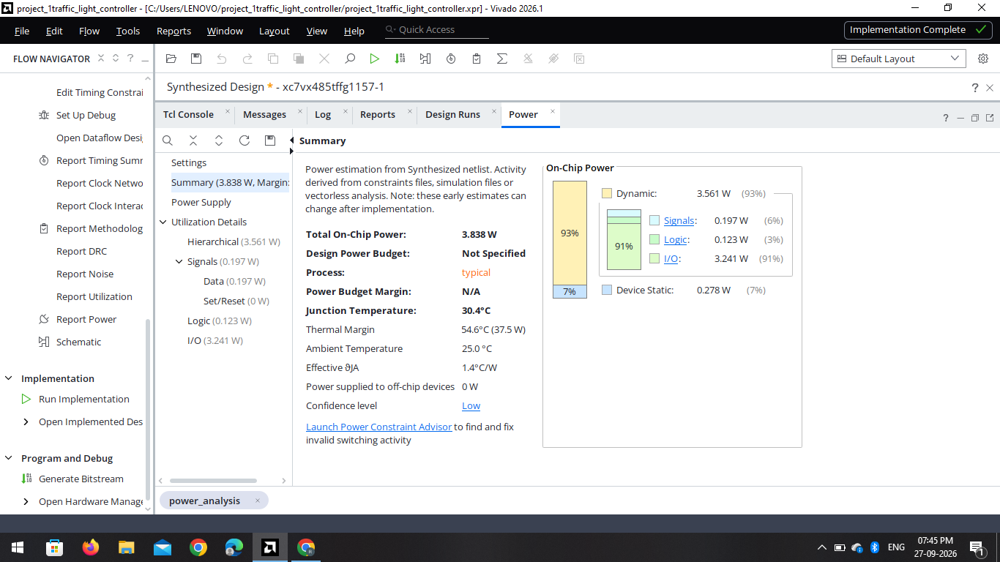 project_1traffic_light_controller - [C:/Users/LENOVO/project_1traffic_light_controller/project_1traffic_light_controller.xpr] - Vivado 2026.1
File Edit Flow Tools Reports Window Layout View Help Quick Access Implementation Complete
FLOW NAVIGATOR ?
Default Layout
Edit Timing Constrai
Set Up Debug
Open Dataflow Desi
Report Timing Summ
Report Clock Netwo
Report Clock Interac
Report Methodolog
Report DRC
Report Noise
Report Utilization
Report Power
Schematic
Implementation
Run Implementation
Open Implemented Des
Program and Debug
Generate Bitstream
Open Hardware Manage
Synthesized Design * - xc7vx485tffg1157-1 ?
Tcl Console Messages Log Reports Design Runs Power ?
Settings
Summary (3.838 W, Margin:
Power Supply
Utilization Details
Hierarchical (3.561 W)
Signals (0.197 W)
Data (0.197 W)
Set/Reset (0 W)
Logic (0.123 W)
I/O (3.241 W)
Summary
Power estimation from Synthesized netlist. Activity
derived from constraints files, simulation files or
vectorless analysis. Note: these early estimates can
change after implementation.
Total On-Chip Power: 3.838 W
Design Power Budget: Not Specified
Process: typical
Power Budget Margin: N/A
Junction Temperature: 30.4°C
Thermal Margin 54.6°C (37.5 W)
Ambient Temperature 25.0 °C
Effective ϑJA 1.4°C/W
Power supplied to off-chip devices 0 W
Confidence level Low
Launch Power Constraint Advisor to find and fix
invalid switching activity
On-Chip Power
Dynamic: 3.561 W (93%)
Signals: 0.197 W (6%)
93%
Logic: 0.123 W (3%)
91%
I/O: 3.241 W (91%)
7%
Device Static: 0.278 W (7%)
power_analysis
ENG
07:45 PM
27-09-2026
1